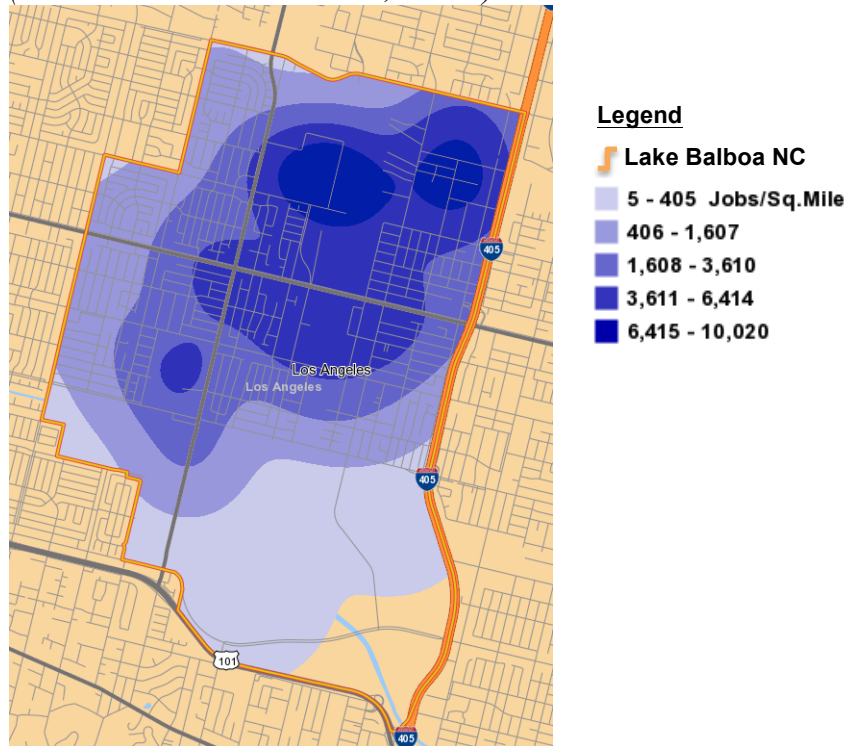 Legend
Lake Balboa NC
5 - 405 Jobs/Sq.Mile
406 - 1,607
1,608 - 3,610
3,611 - 6,414
6,415 - 10,020
405
Los Angeles
Los Angeles
405
101
405